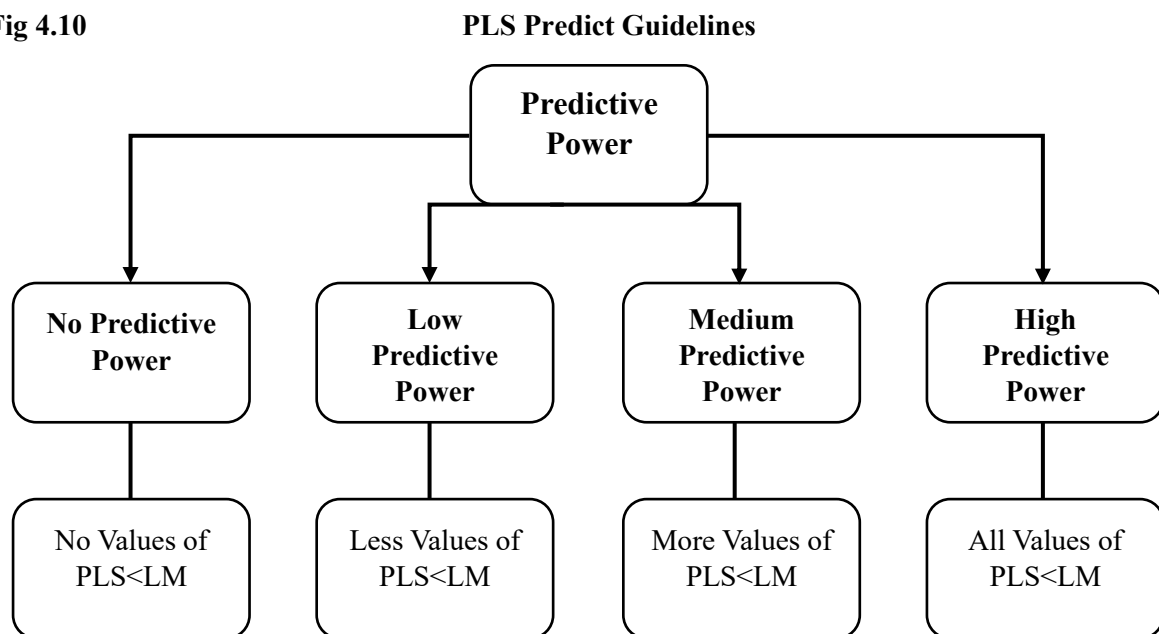 Fig 4.10 PLS Predict Guidelines
Predictive
Power
No Predictive
Power
Low
Predictive
Power
Medium
Predictive
Power
High
Predictive
Power
No Values of
PLS<LM
Less Values of
PLS<LM
More Values of
PLS<LM
All Values of
PLS<LM